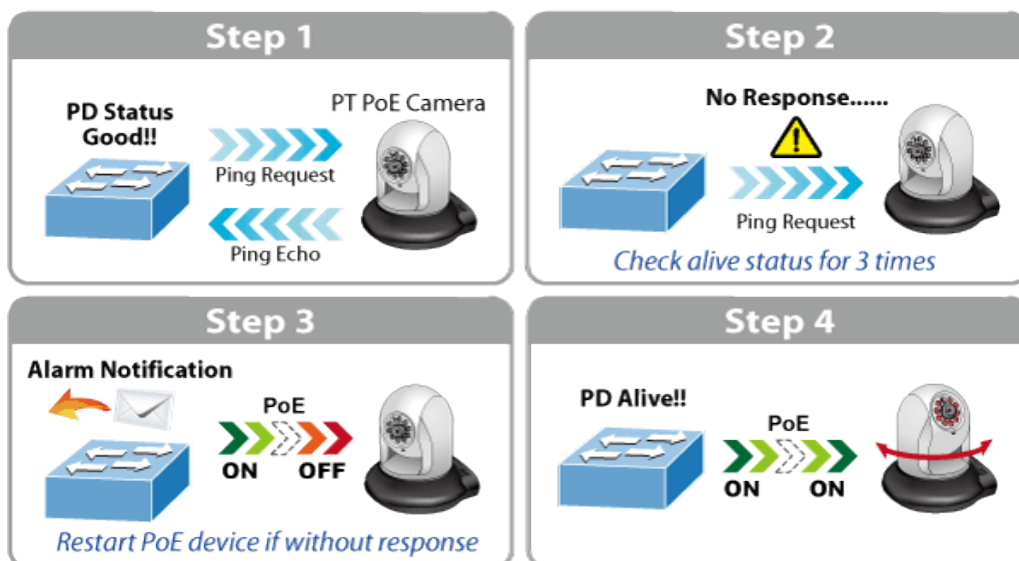 Step 1
PD Status
Good!!
PT PoE Camera
Ping Request
Ping Echo
Step 2
No Response......
Ping Request
Check alive status for 3 times
Step 3
Alarm Notification
PoE
ON OFF
Restart PoE device if without response
Step 4
PD Alive!!
PoE
ON ON